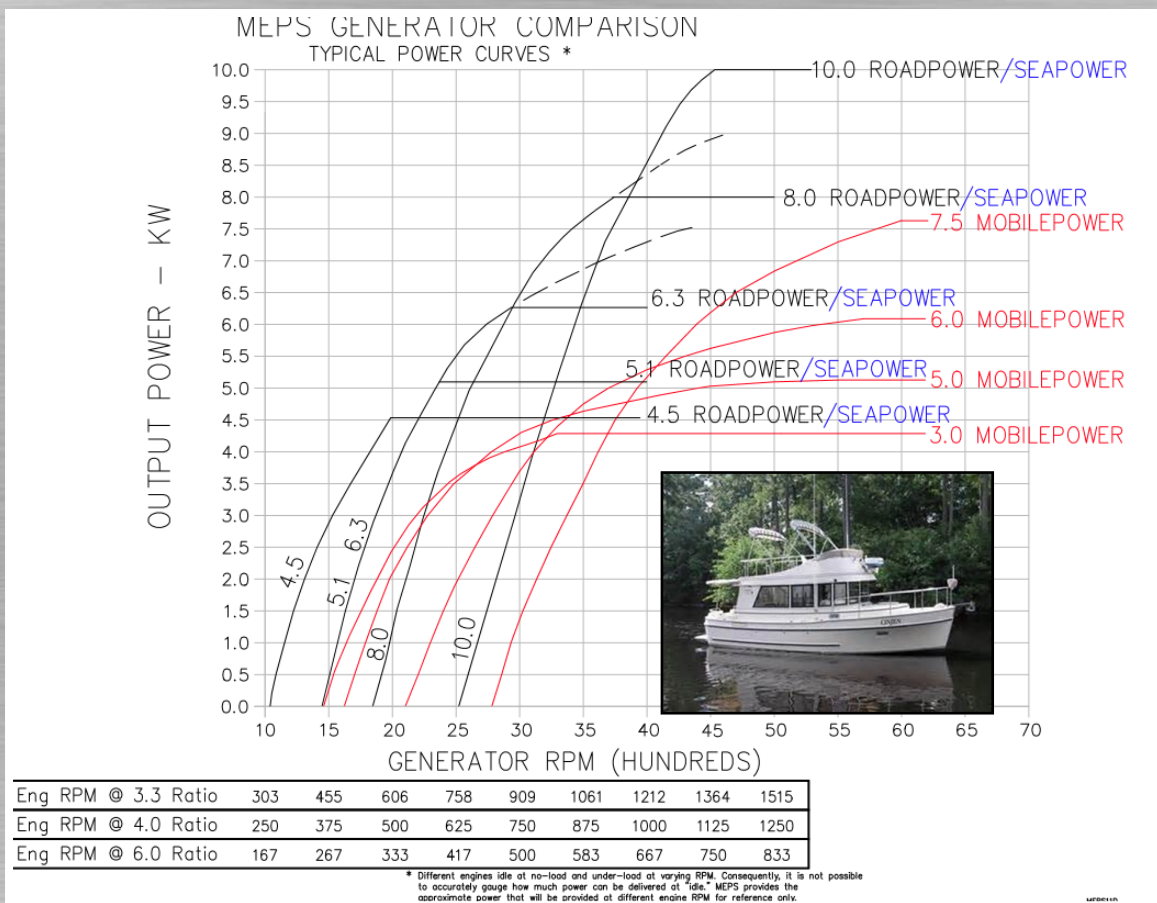 MEPS GENERATOR COMPARISON
TYPICAL POWER CURVES *
10.0
9.5
9.0
8.5
8.0
7.5
7.0
6.5
6.0
5.5
5.0
4.5
4.0
3.5
3.0
2.5
2.0
1.5
1.0
0.5
0.0
OUTPUT POWER – KW
10.0 ROADPOWER/SEAPOWER
8.0 ROADPOWER/SEAPOWER
7.5 MOBILEPOWER
6.3 ROADPOWER/SEAPOWER
6.0 MOBILEPOWER
5.1 ROADPOWER/SEAPOWER
5.0 MOBILEPOWER
4.5 ROADPOWER/SEAPOWER
3.0 MOBILEPOWER
4.5
5.1
6.3
8.0
10.0
10 15 20 25 30 35 40 45 50 55 60 65 70
GENERATOR RPM (HUNDREDS)
Eng RPM @ 3.3 Ratio 303 455 606 758 909 1061 1212 1364 1515
Eng RPM @ 4.0 Ratio 250 375 500 625 750 875 1000 1125 1250
Eng RPM @ 6.0 Ratio 167 267 333 417 500 583 667 750 833
* Different engines idle at no-load and under-load at varying RPM. Consequently, it is not possible
to accurately gauge how much power can be delivered at "idle." MEPS provides the
approximate power that will be provided at different engine RPM for reference only.